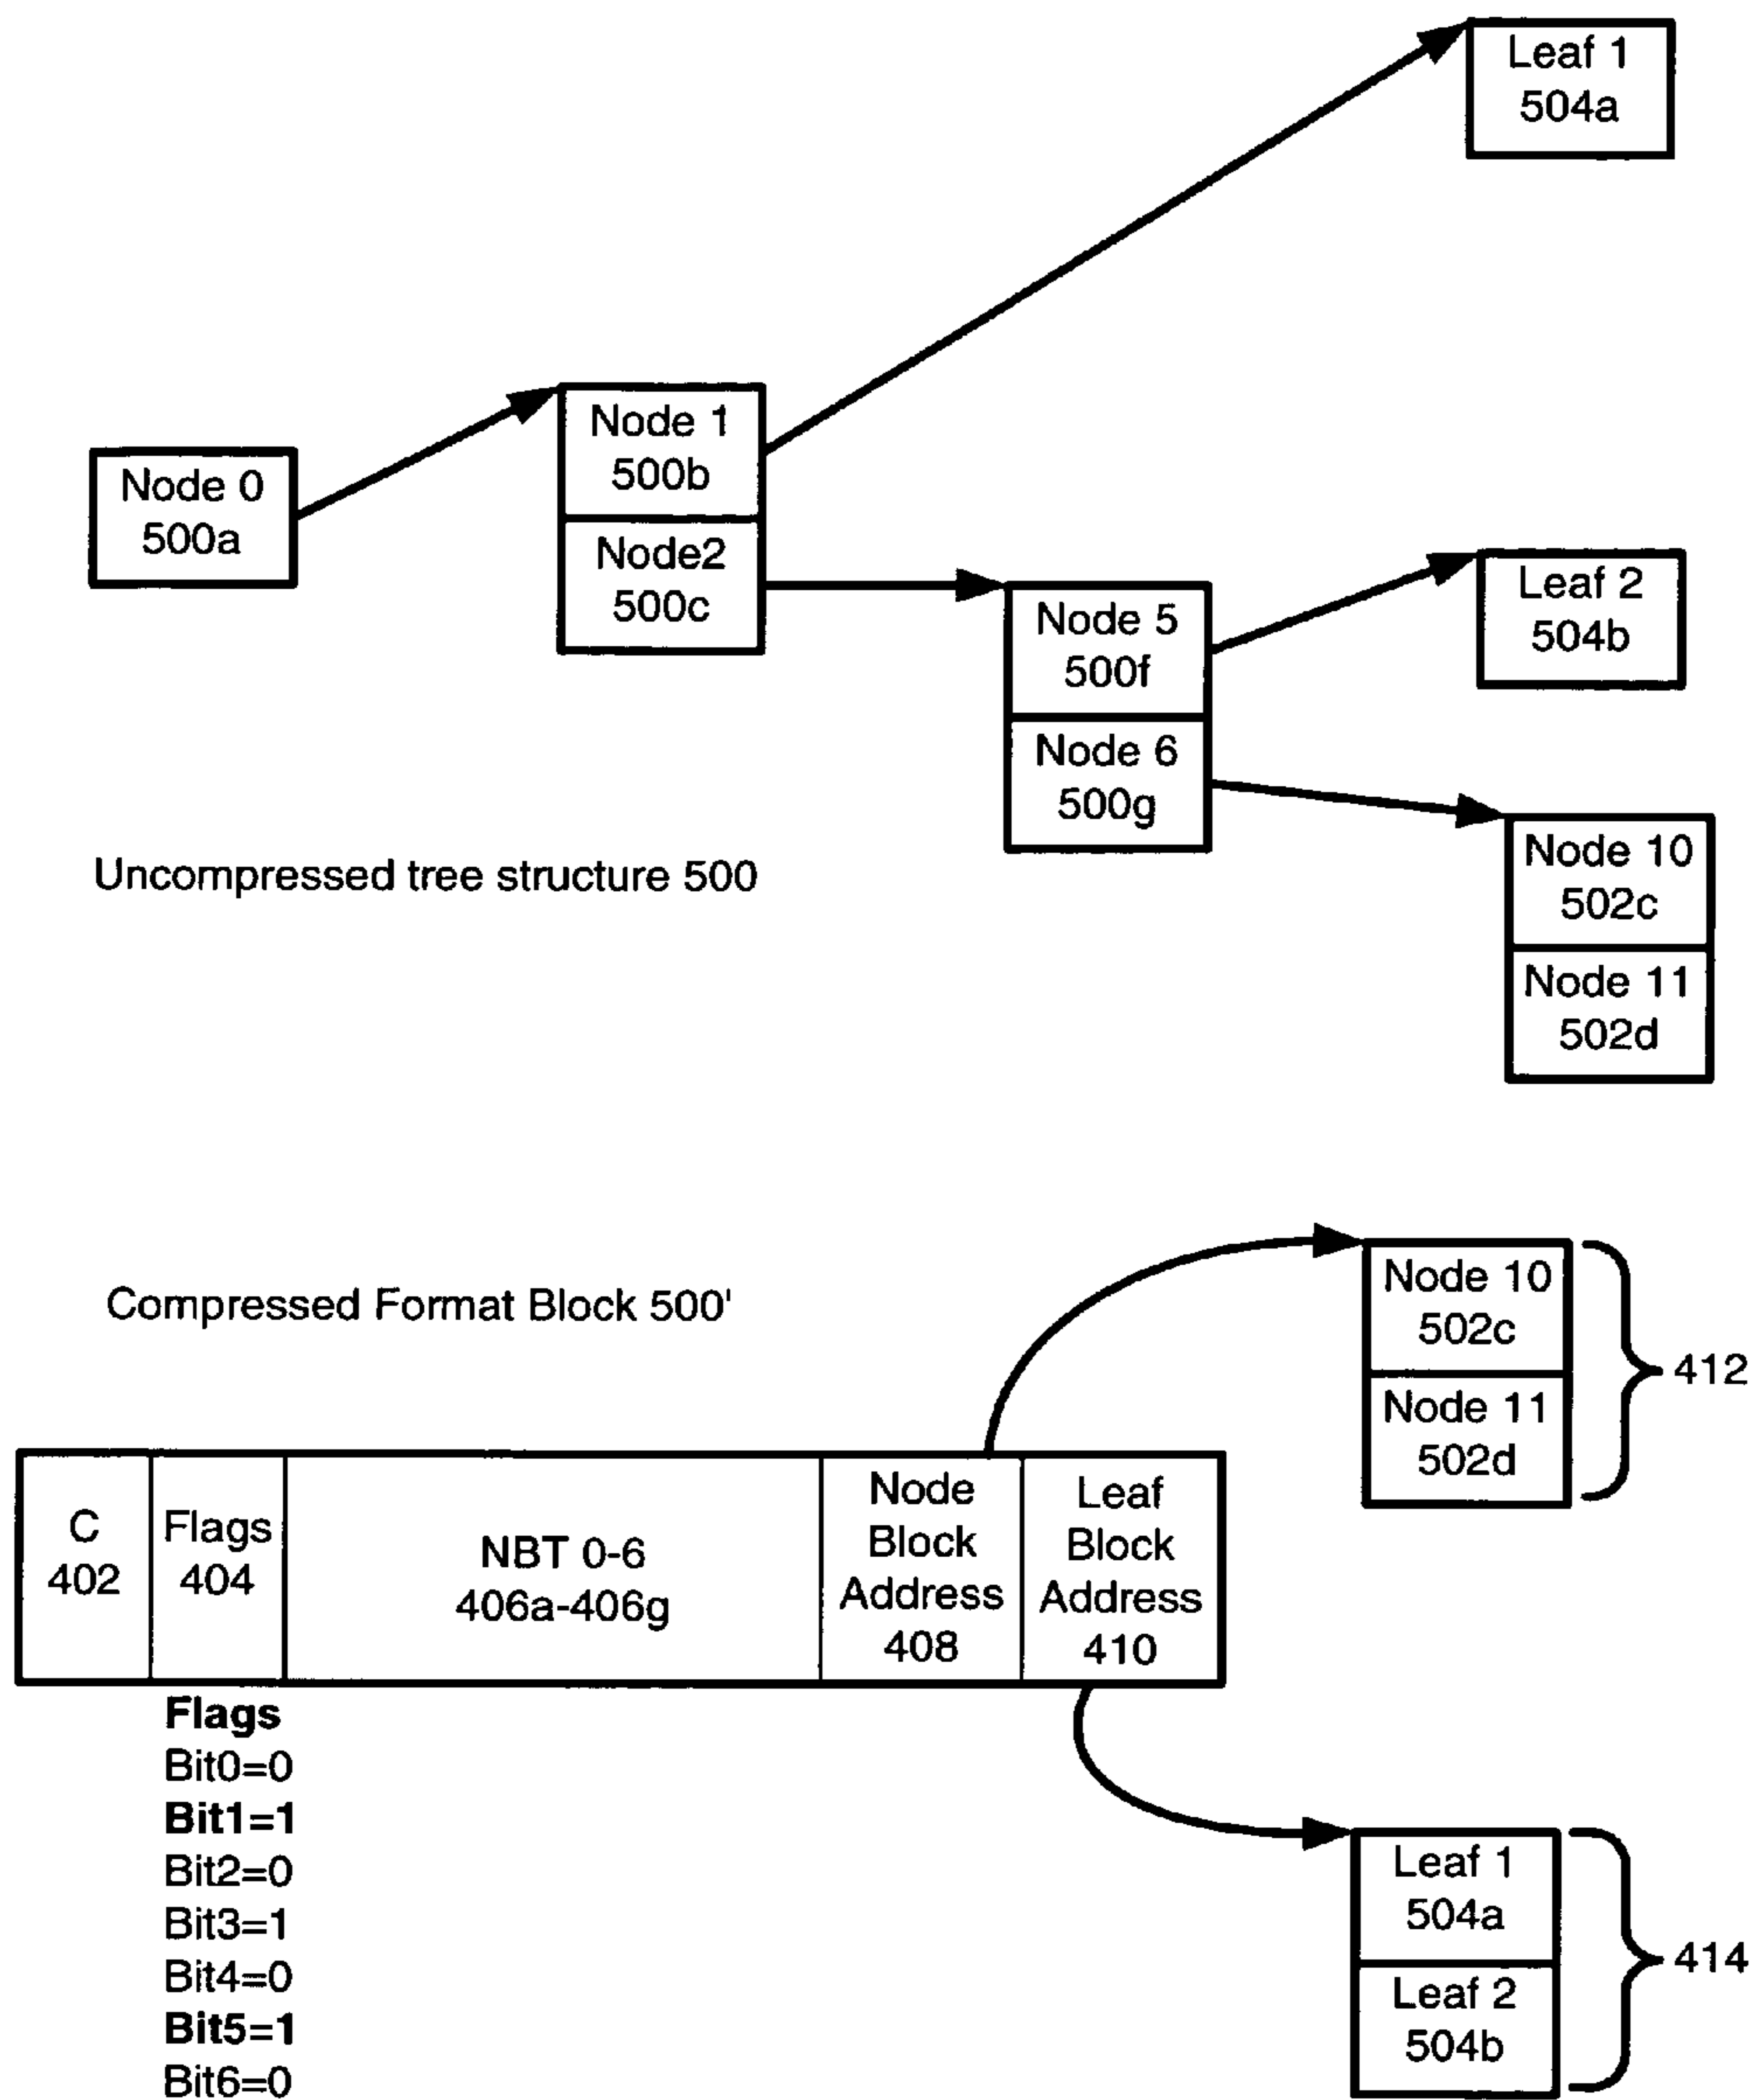 Leaf 1
504a
Node 0
500a
Node 1
500b
Node2
500c
Leaf 2
504b
Node 5
500f
Node 6
500g
Uncompressed tree structure 500
Node 10
502c
Node 11
502d
Compressed Format Block 500'
Node 10
502c
Node 11
502d
412
C
402
Flags
404
NBT 0-6
406a-406g
Node
Block
Address
408
Leaf
Block
Address
410
Flags
Bit0=0
Bit1=1
Bit2=0
Bit3=1
Bit4=0
Bit5=1
Bit6=0
Leaf 1
504a
Leaf 2
504b
414